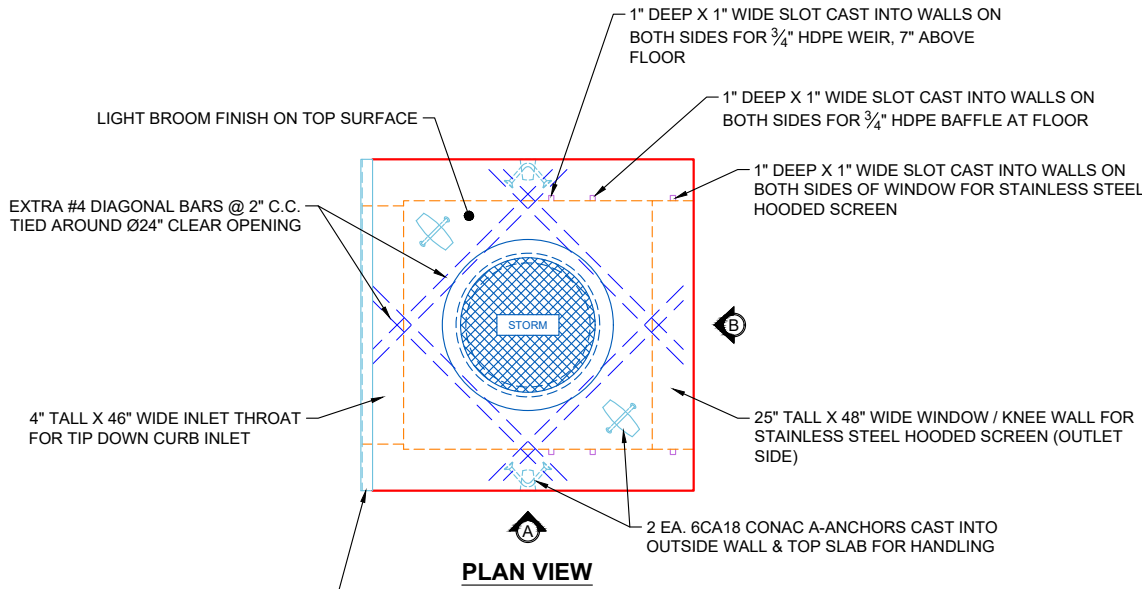 1" DEEP X 1" WIDE SLOT CAST INTO WALLS ON
BOTH SIDES FOR 3/4" HDPE WEIR, 7" ABOVE
FLOOR
1" DEEP X 1" WIDE SLOT CAST INTO WALLS ON
BOTH SIDES FOR 3/4" HDPE BAFFLE AT FLOOR
LIGHT BROOM FINISH ON TOP SURFACE
1" DEEP X 1" WIDE SLOT CAST INTO WALLS ON
BOTH SIDES OF WINDOW FOR STAINLESS STEEL
HOODED SCREEN
EXTRA #4 DIAGONAL BARS @ 2" C.C.
TIED AROUND Ø24" CLEAR OPENING
STORM
B
4" TALL X 46" WIDE INLET THROAT
FOR TIP DOWN CURB INLET
25" TALL X 48" WIDE WINDOW / KNEE WALL FOR
STAINLESS STEEL HOODED SCREEN (OUTLET
SIDE)
A
2 EA. 6CA18 CONAC A-ANCHORS CAST INTO
OUTSIDE WALL & TOP SLAB FOR HANDLING
PLAN VIEW